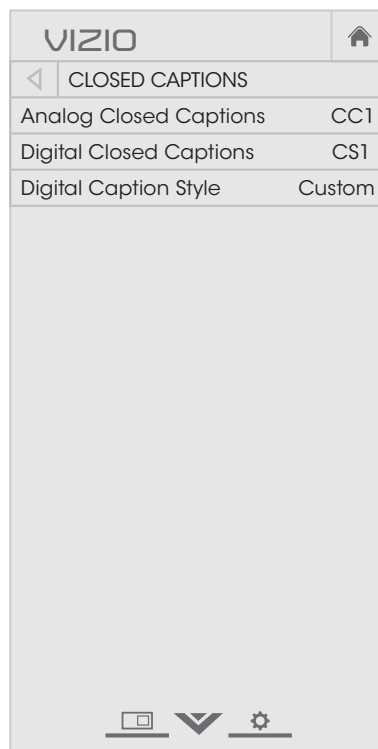 VIZIO
CLOSED CAPTIONS
Analog Closed Captions CC1
Digital Closed Captions CS1
Digital Caption Style Custom